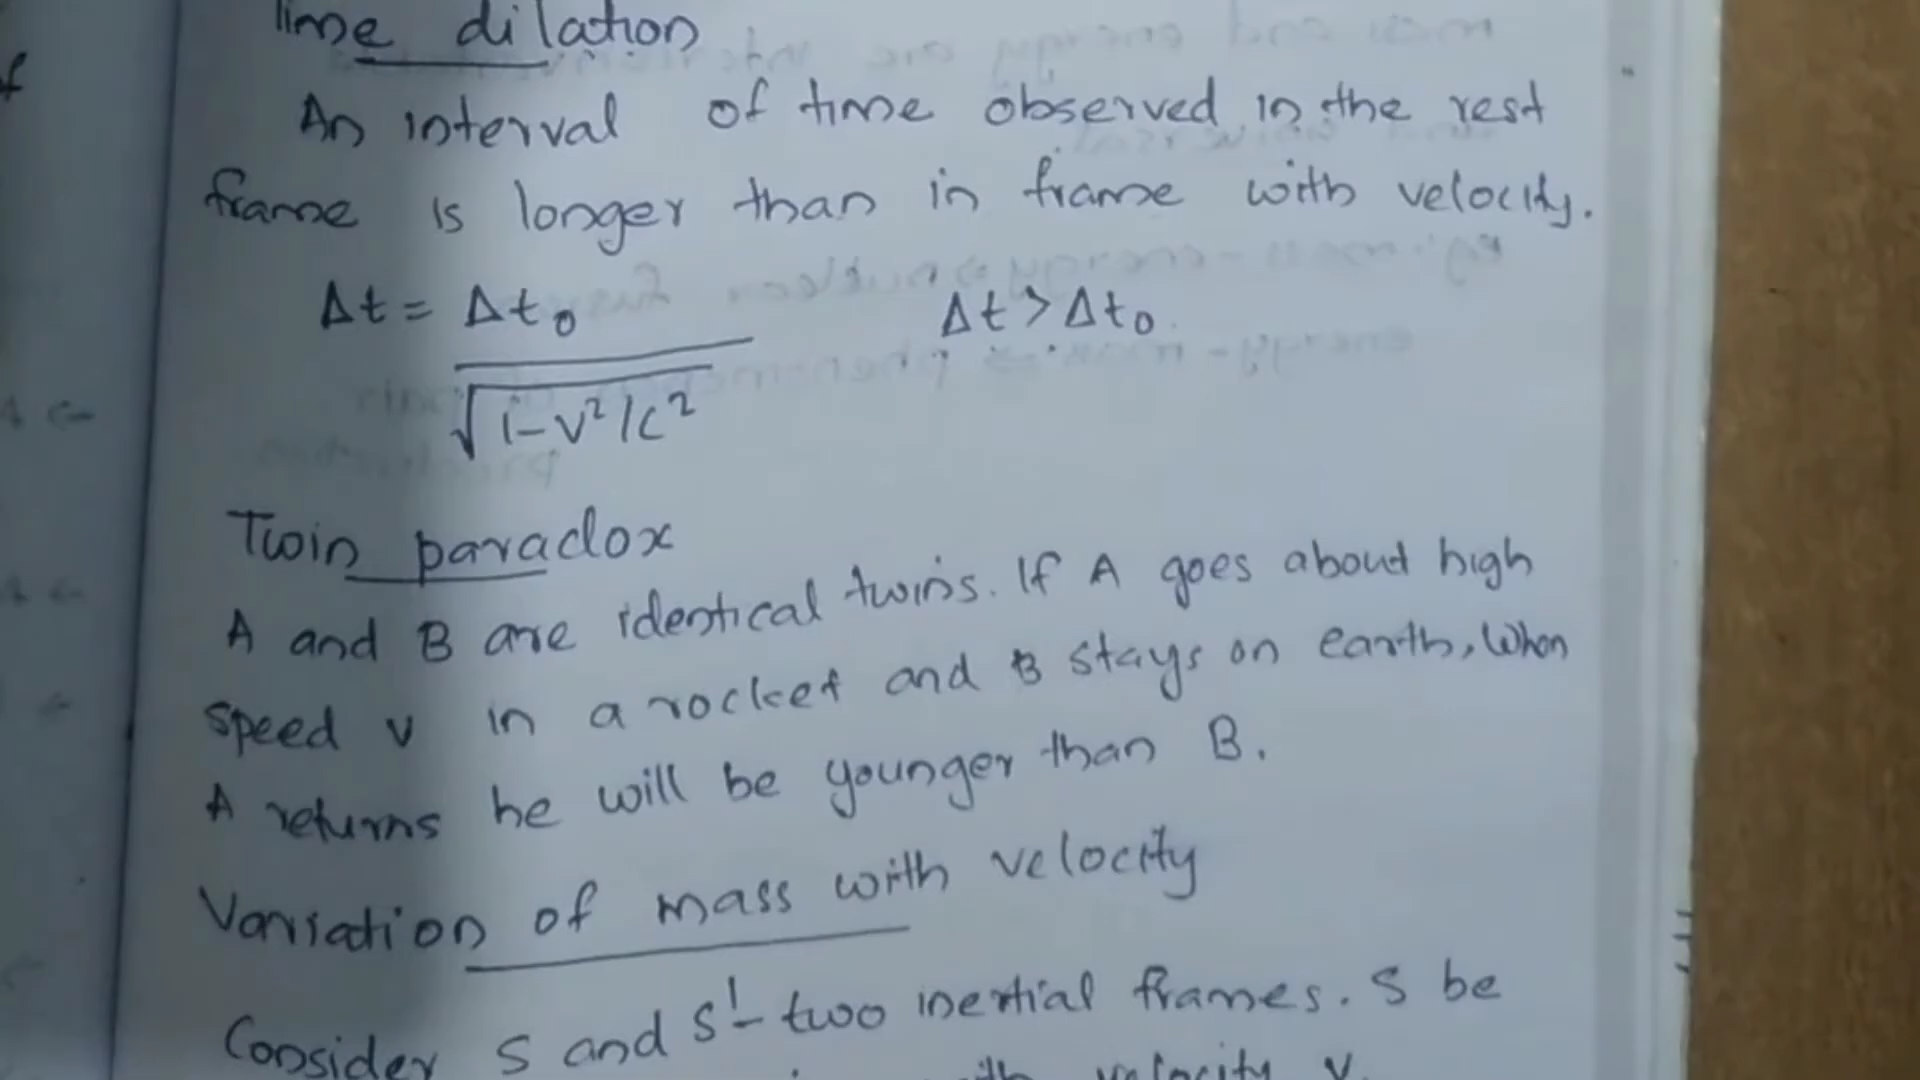 Time dilation
An interval of time observed in the rest
frame is longer than in frame with velocity.
Δt = Δt₀ Δt > Δt₀
√1-v²/c²
Twin paradox
A and B are identical twins. If A goes about high
speed v in a rocket and B stays on earth, When
A returns he will be younger than B.
Variation of mass with velocity
Consider S and S' - two inertial frames. S be
with velocity v.